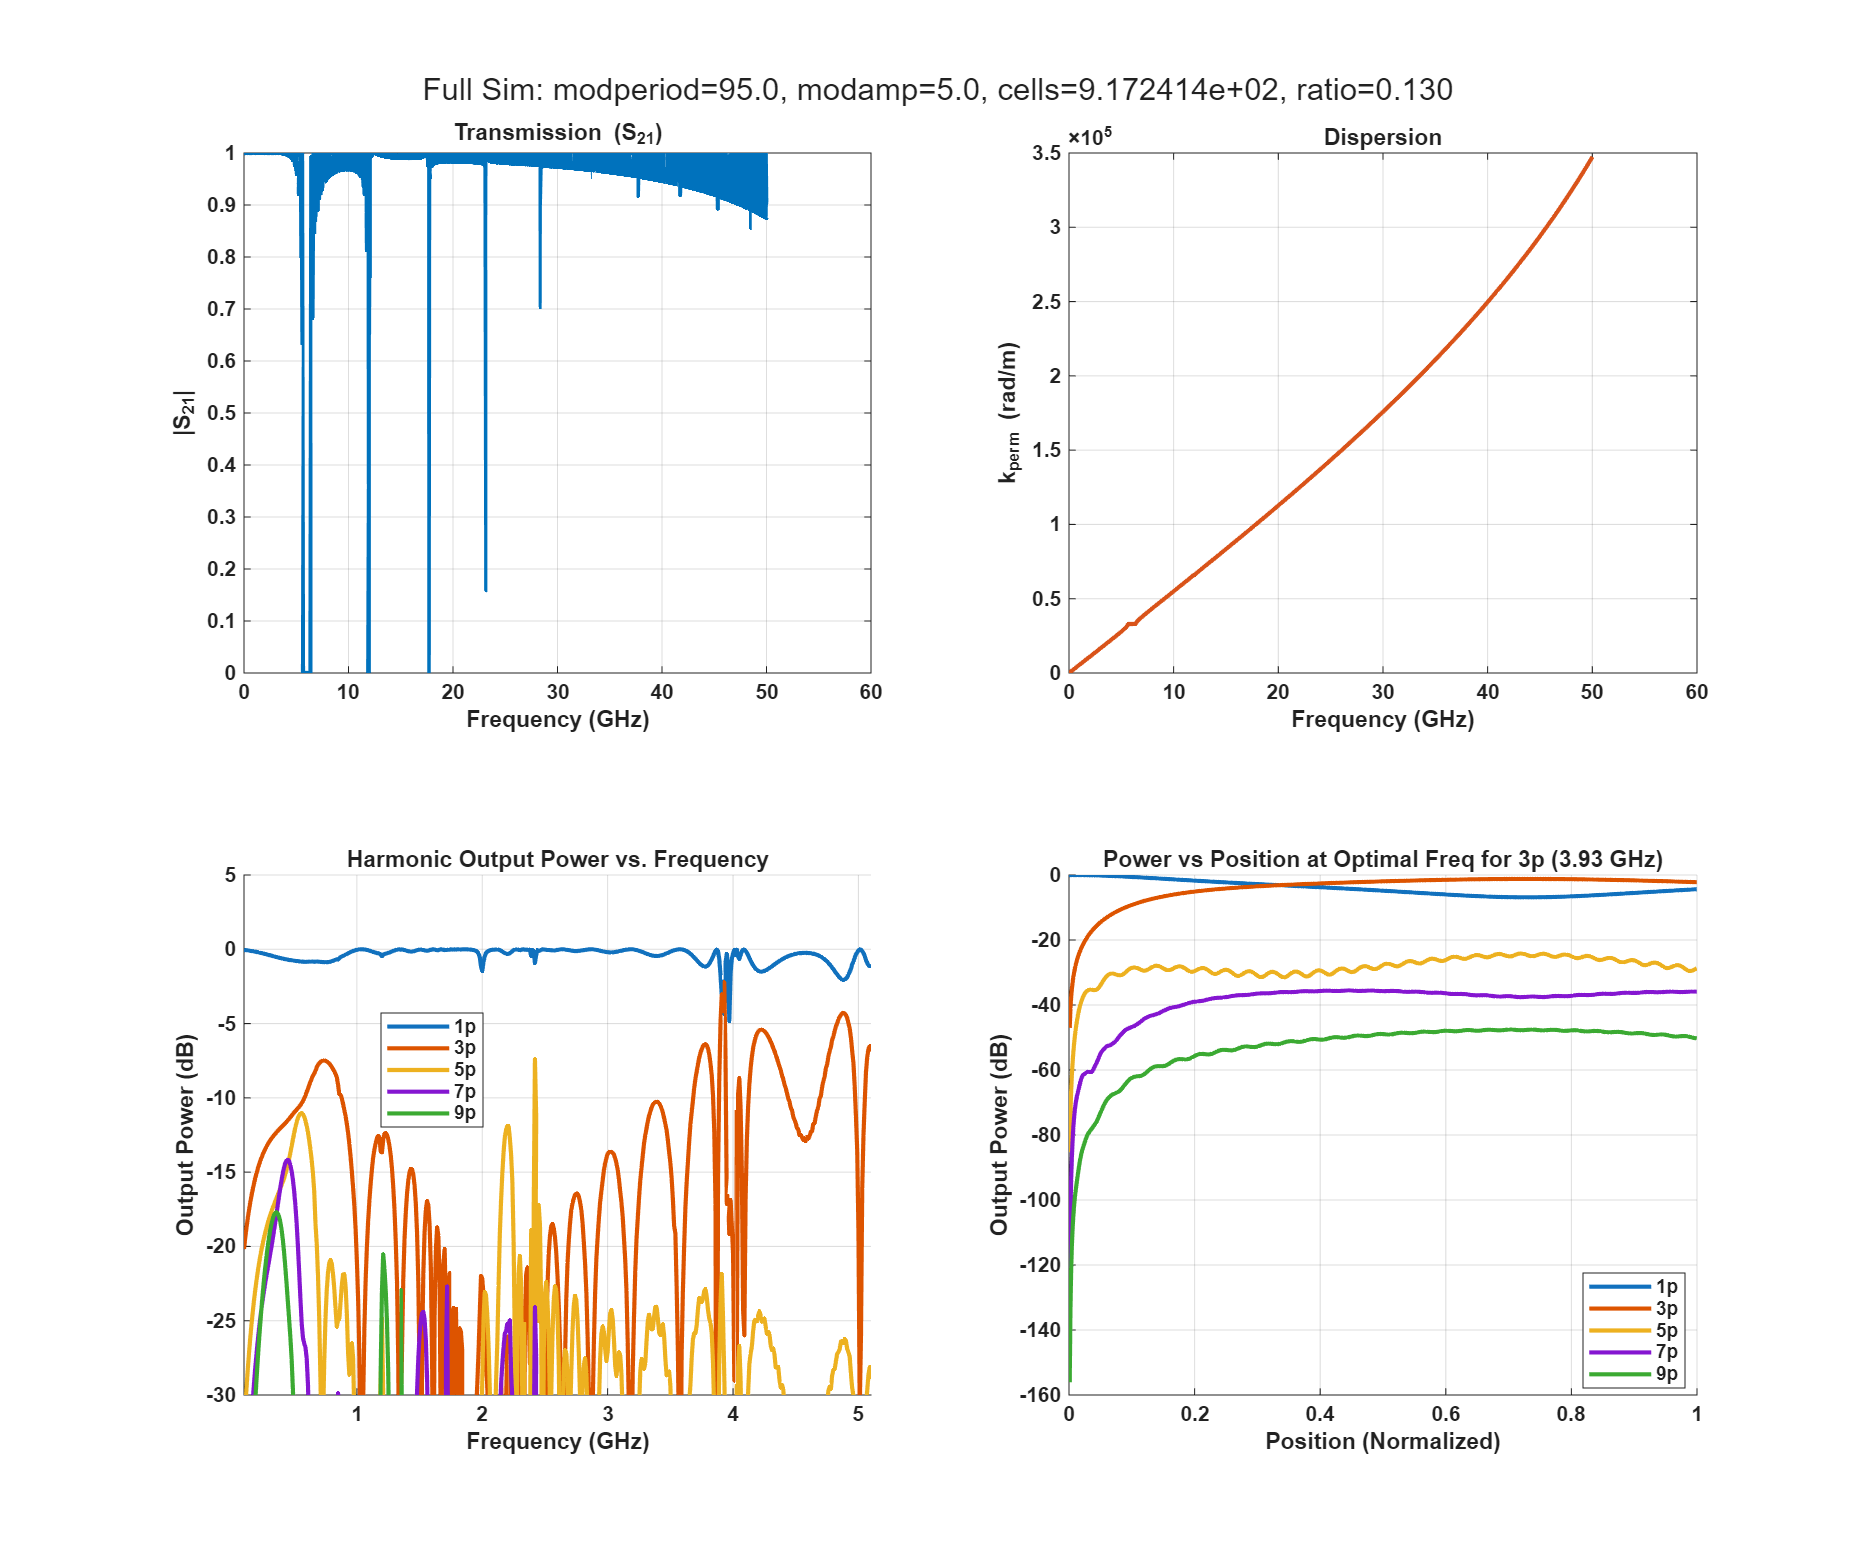 Full Sim: modperiod=95.0, modamp=5.0, cells=9.172414e+02, ratio=0.130
Transmission (S21)
1
0.9
0.8
0.7
0.6
0.5
0.4
0.3
0.2
0.1
0
|S21|
0 10 20 30 40 50 60
Frequency (GHz)
×10^5
Dispersion
3.5
3
2.5
2
1.5
1
0.5
0
kperm (rad/m)
0 10 20 30 40 50 60
Frequency (GHz)
Harmonic Output Power vs. Frequency
5
0
-5
-10
-15
-20
-25
-30
Output Power (dB)
1p
3p
5p
7p
9p
1 2 3 4 5
Frequency (GHz)
Power vs Position at Optimal Freq for 3p (3.93 GHz)
0
-20
-40
-60
-80
-100
-120
-140
-160
Output Power (dB)
1p
3p
5p
7p
9p
0 0.2 0.4 0.6 0.8 1
Position (Normalized)